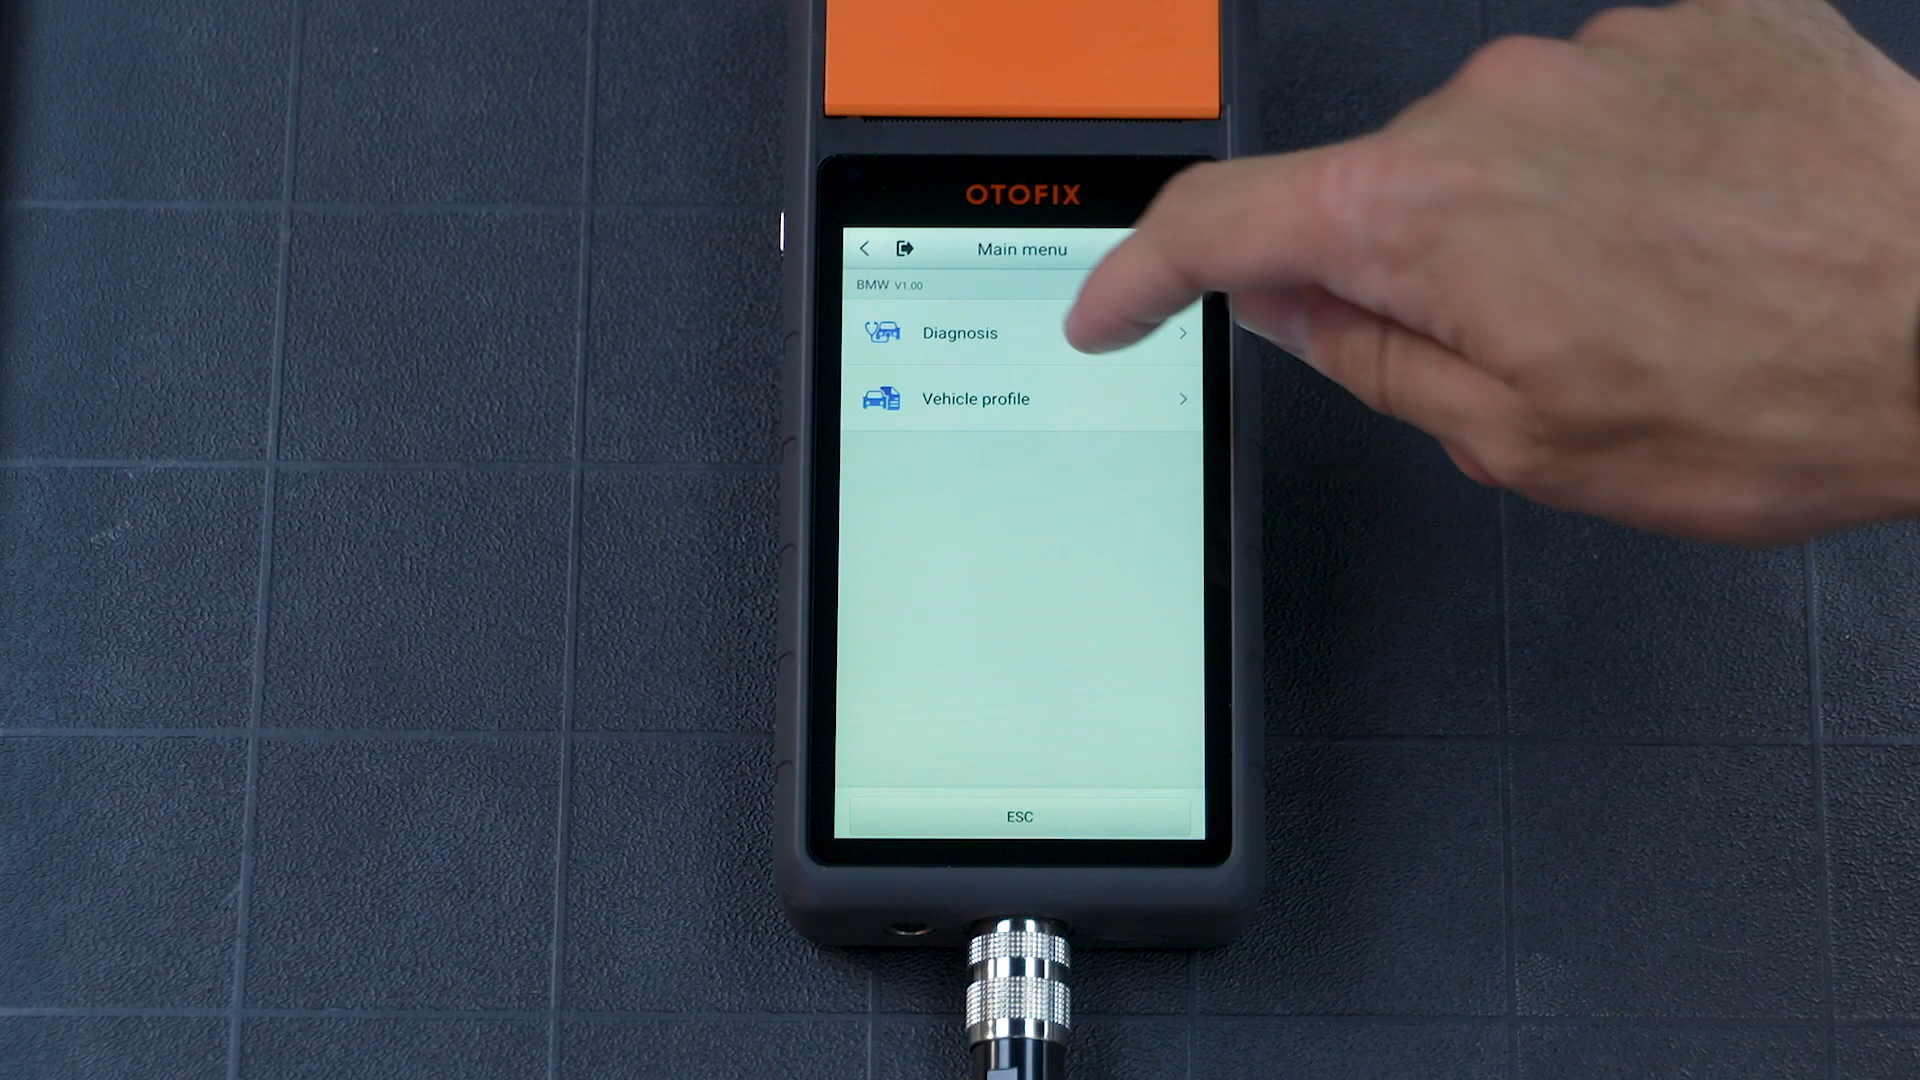 OTOFIX
Main menu
BMW V1.00
Diagnosis
Vehicle profile
ESC